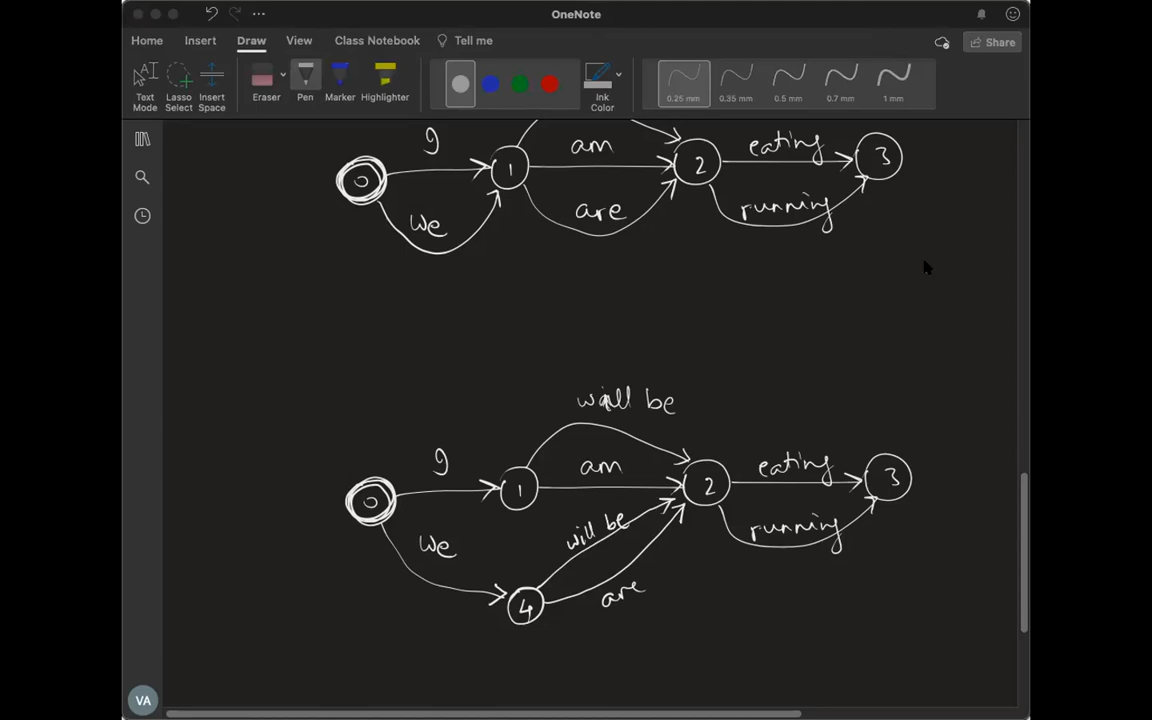 OneNote
Home Insert Draw View Class Notebook Tell me Share
Text Mode
Lasso Select
Insert Space
Eraser
Pen
Marker
Highlighter
Ink Color
0.25 mm 0.35 mm 0.5 mm 0.7 mm 1 mm
I am eating
0 1 2 3
We are running
will be
I am eating
0 1 2 3
We will be running
4 are
VA